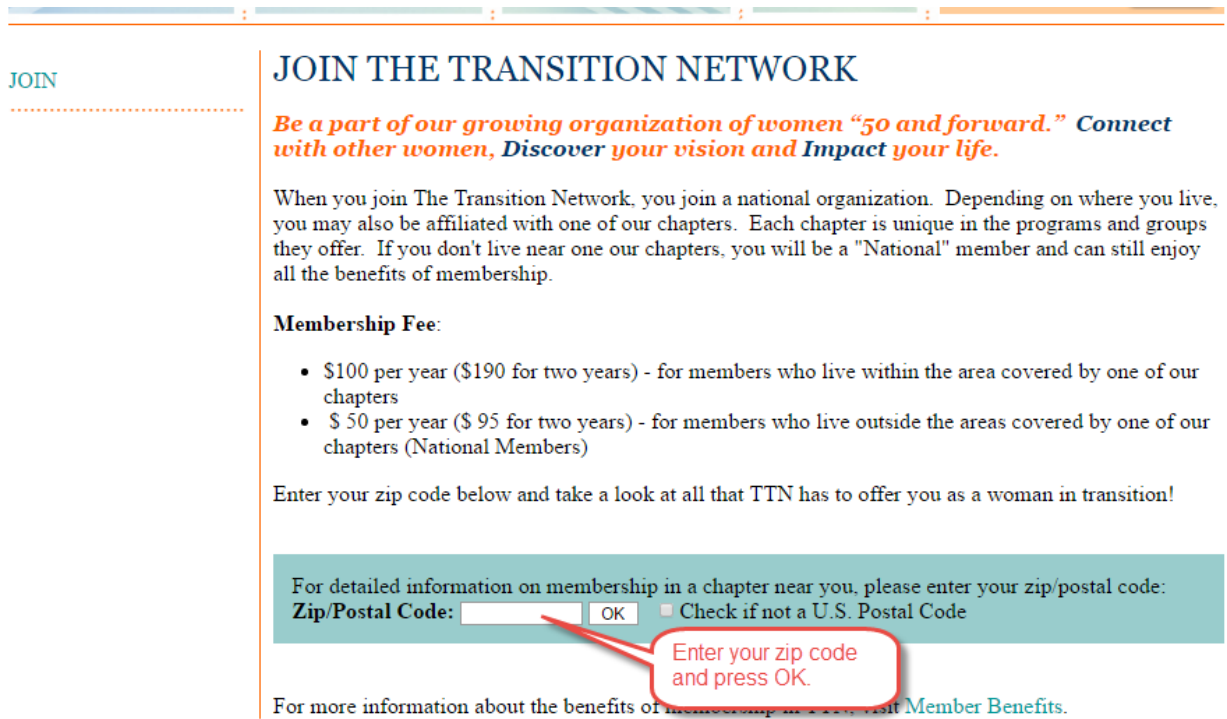 JOIN
JOIN THE TRANSITION NETWORK
Be a part of our growing organization of women “50 and forward.” Connect
with other women, Discover your vision and Impact your life.
When you join The Transition Network, you join a national organization. Depending on where you live,
you may also be affiliated with one of our chapters. Each chapter is unique in the programs and groups
they offer. If you don't live near one our chapters, you will be a "National" member and can still enjoy
all the benefits of membership.
Membership Fee:
• $100 per year ($190 for two years) - for members who live within the area covered by one of our
chapters
• $ 50 per year ($ 95 for two years) - for members who live outside the areas covered by one of our
chapters (National Members)
Enter your zip code below and take a look at all that TTN has to offer you as a woman in transition!
For detailed information on membership in a chapter near you, please enter your zip/postal code:
Zip/Postal Code: OK Check if not a U.S. Postal Code
Enter your zip code
and press OK.
For more information about the benefits of Member Benefits.